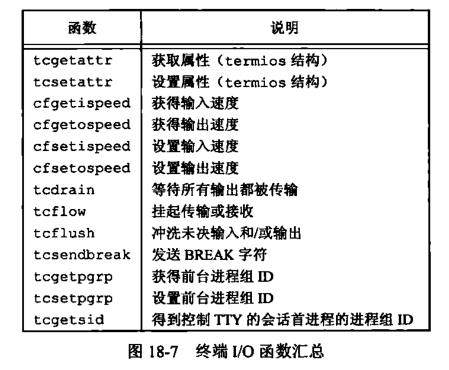 函数 说明
tcgetattr 获取属性（termios 结构）
tcsetattr 设置属性（termios 结构）
cfgetispeed 获得输入速度
cfgetospeed 获得输出速度
cfsetispeed 设置输入速度
cfsetospeed 设置输出速度
tcdrain 等待所有输出都被传输
tcflow 挂起传输或接收
tcflush 冲洗未决输入和/或输出
tcsendbreak 发送 BREAK 字符
tcgetpgrp 获得前台进程组 ID
tcsetpgrp 设置前台进程组 ID
tcgetsid 得到控制 TTY 的会话首进程的进程组 ID
图 18-7 终端 I/O 函数汇总